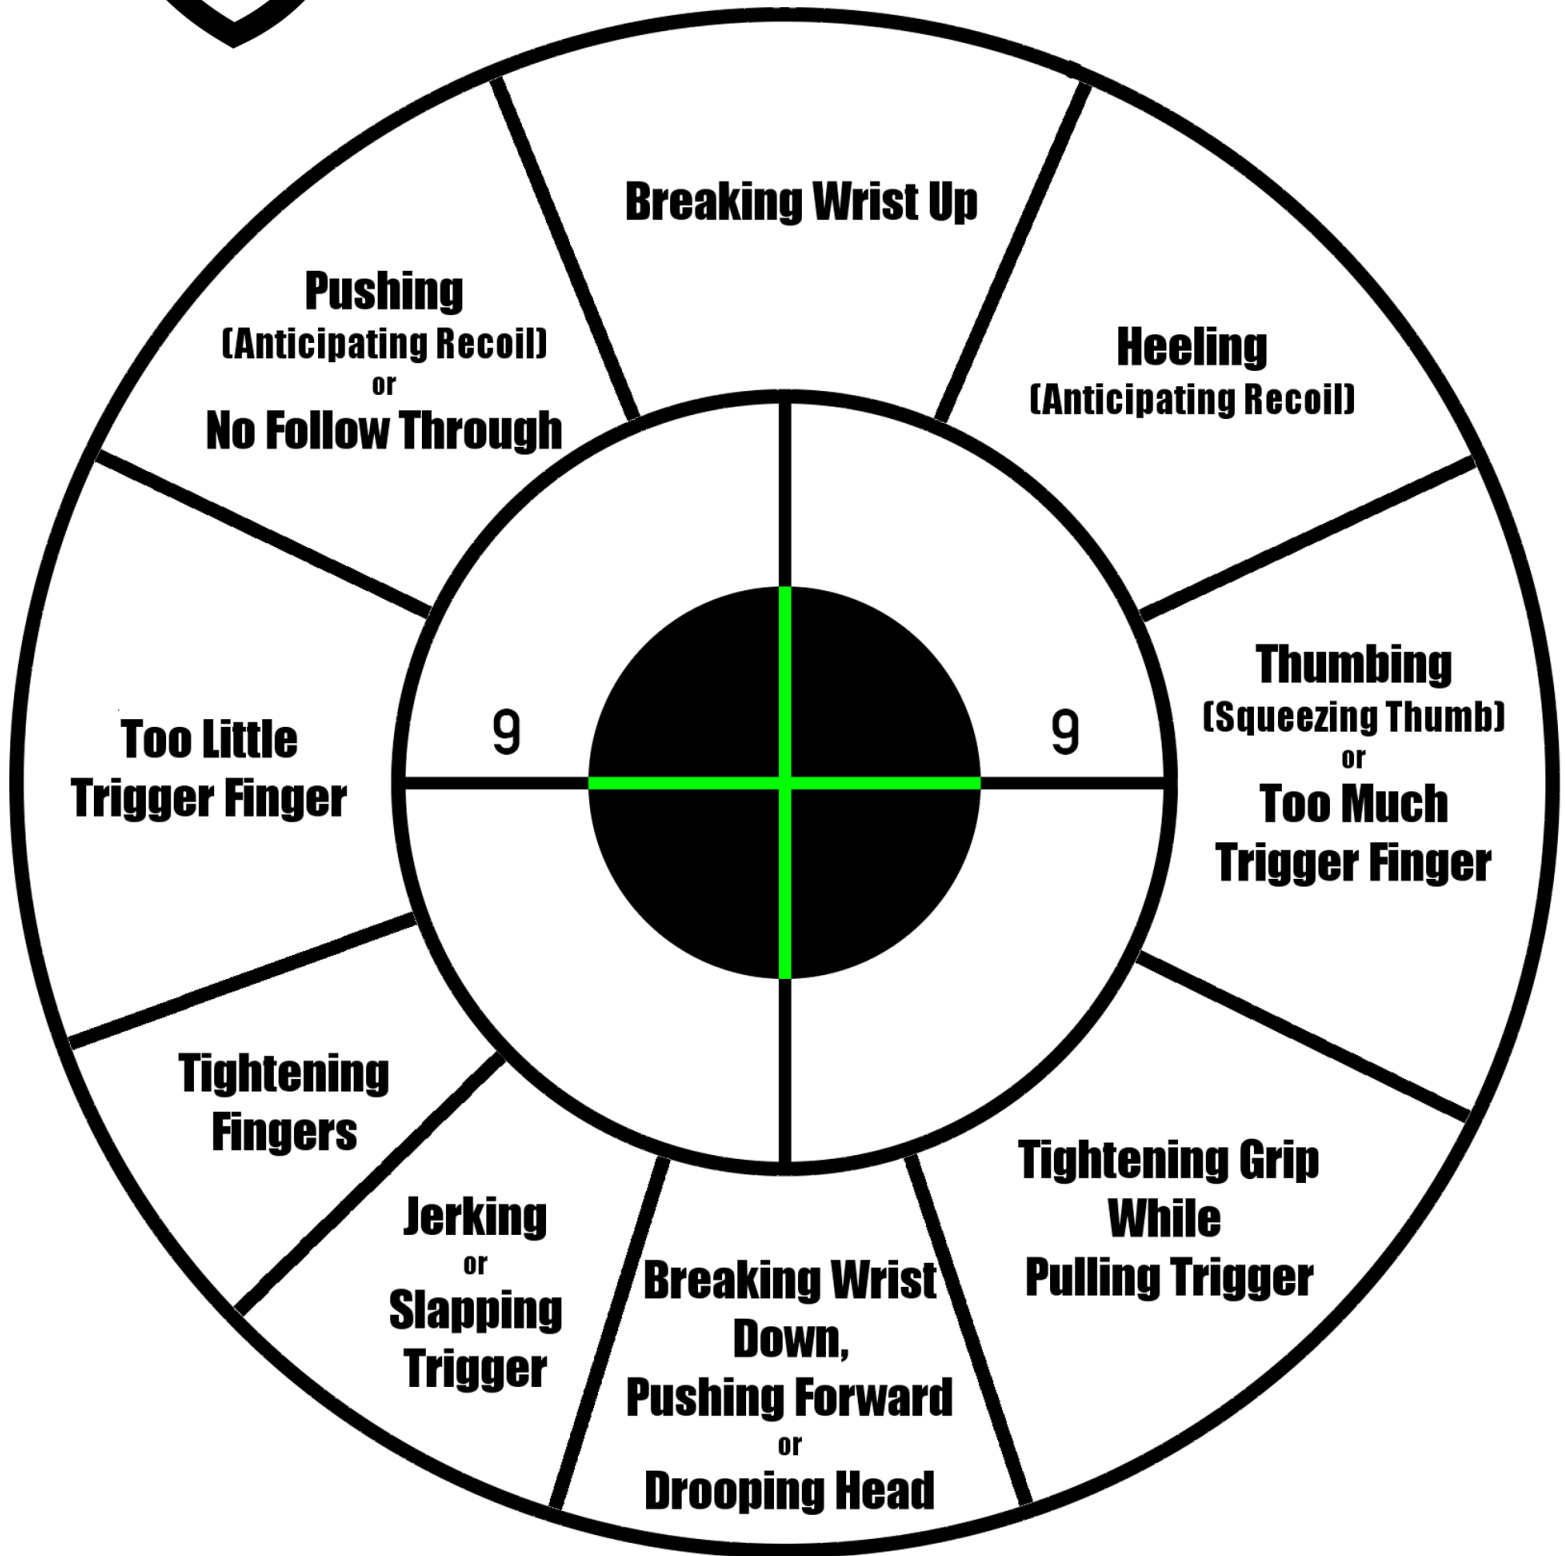 Breaking Wrist Up
Pushing
(Anticipating Recoil)
or
No Follow Through
Heeling
(Anticipating Recoil)
Thumbing
(Squeezing Thumb)
or
Too Much
Trigger Finger
9
9
Too Little
Trigger Finger
Tightening
Fingers
Jerking
or
Slapping
Trigger
Breaking Wrist
Down,
Pushing Forward
or
Drooping Head
Tightening Grip
While
Pulling Trigger